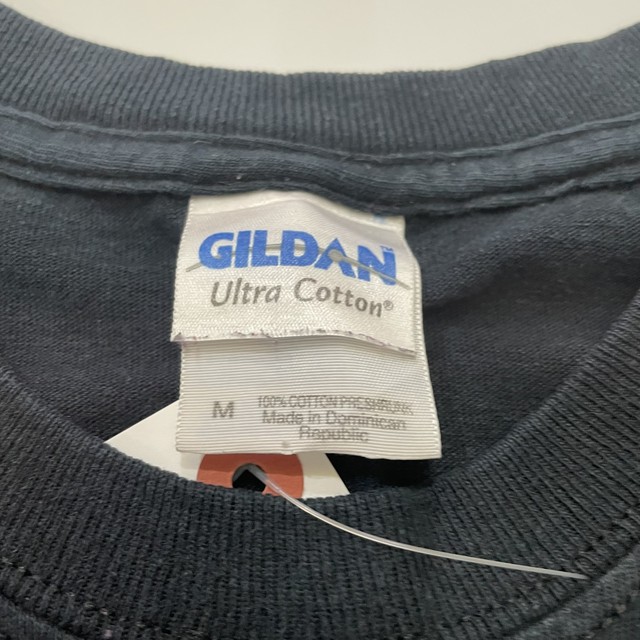 GILDAN
Ultra Cotton®
M
100% COTTON PRESHRUNK
Made in Dominican
Republic